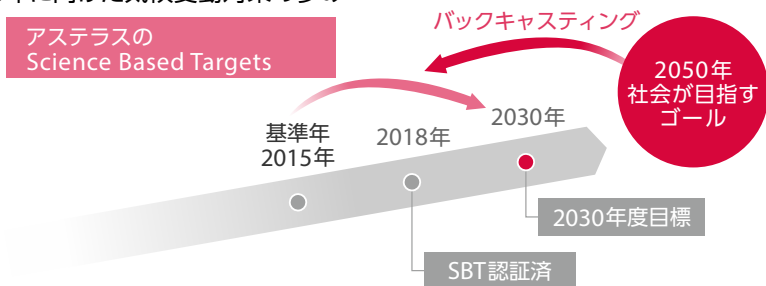 バックキャスティング
アステラスの
Science Based Targets
2050年
社会が目指す
ゴール
基準年
2015年
2018年
2030年
2030年度目標
SBT認証済